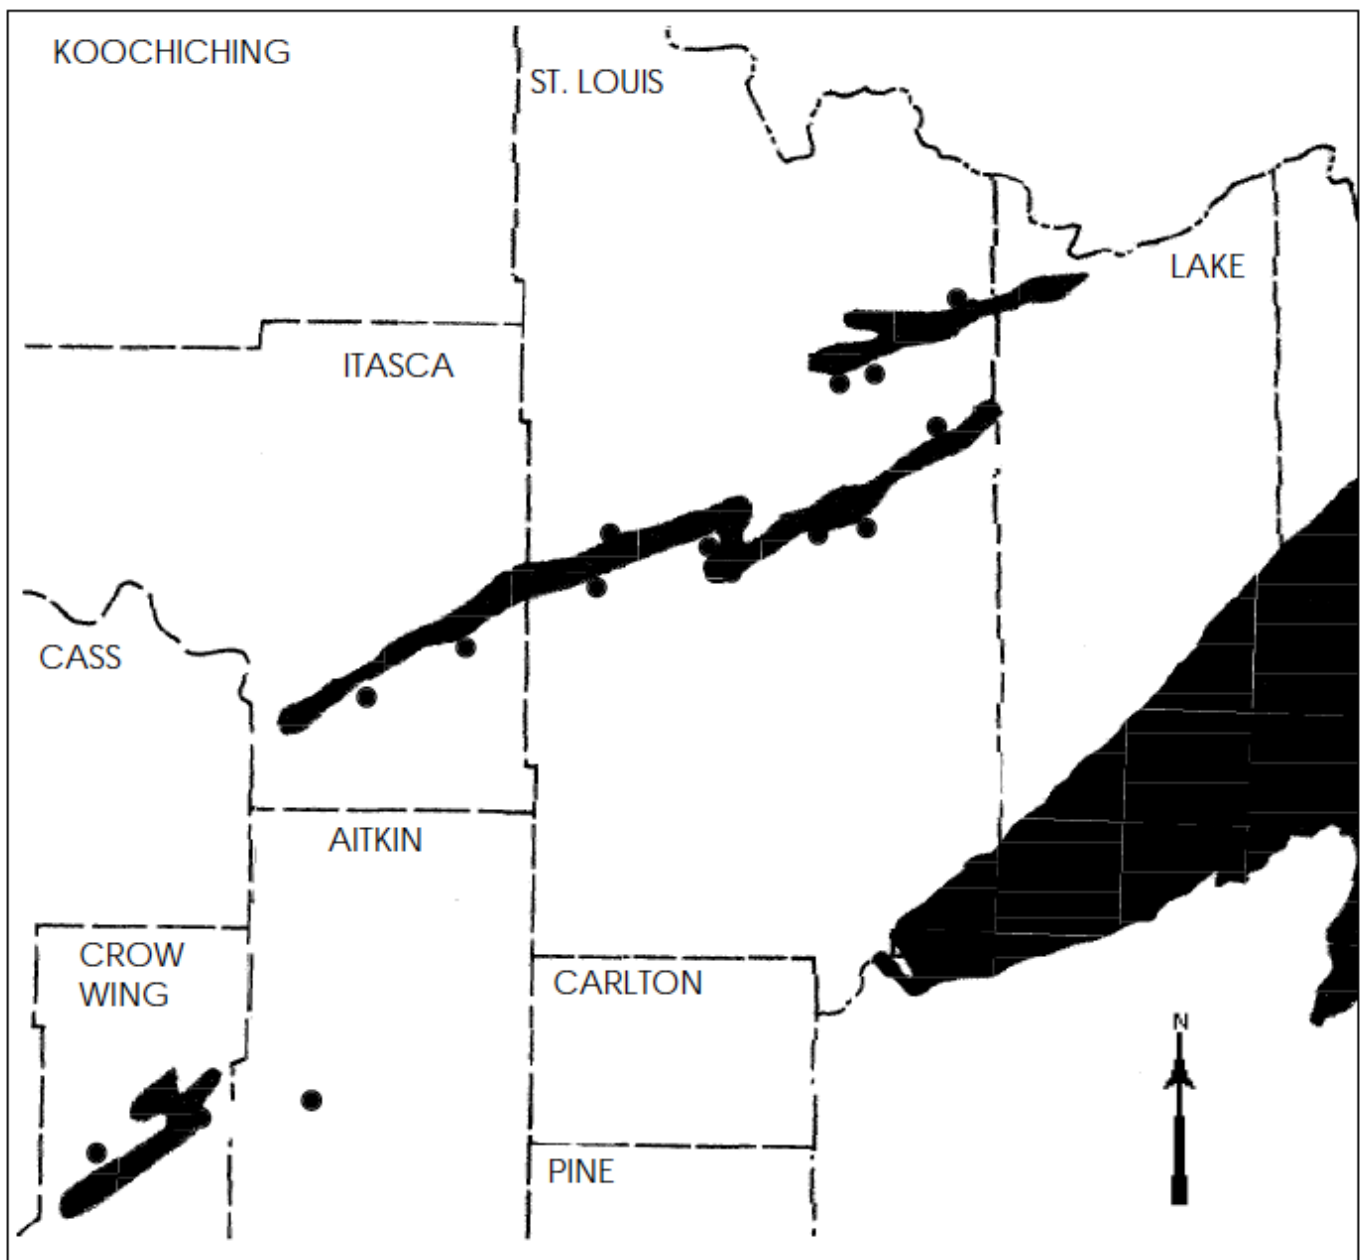 KOOCHICHING
ST. LOUIS
LAKE
ITASCA
CASS
AITKIN
CROW
WING
CARLTON
N
PINE